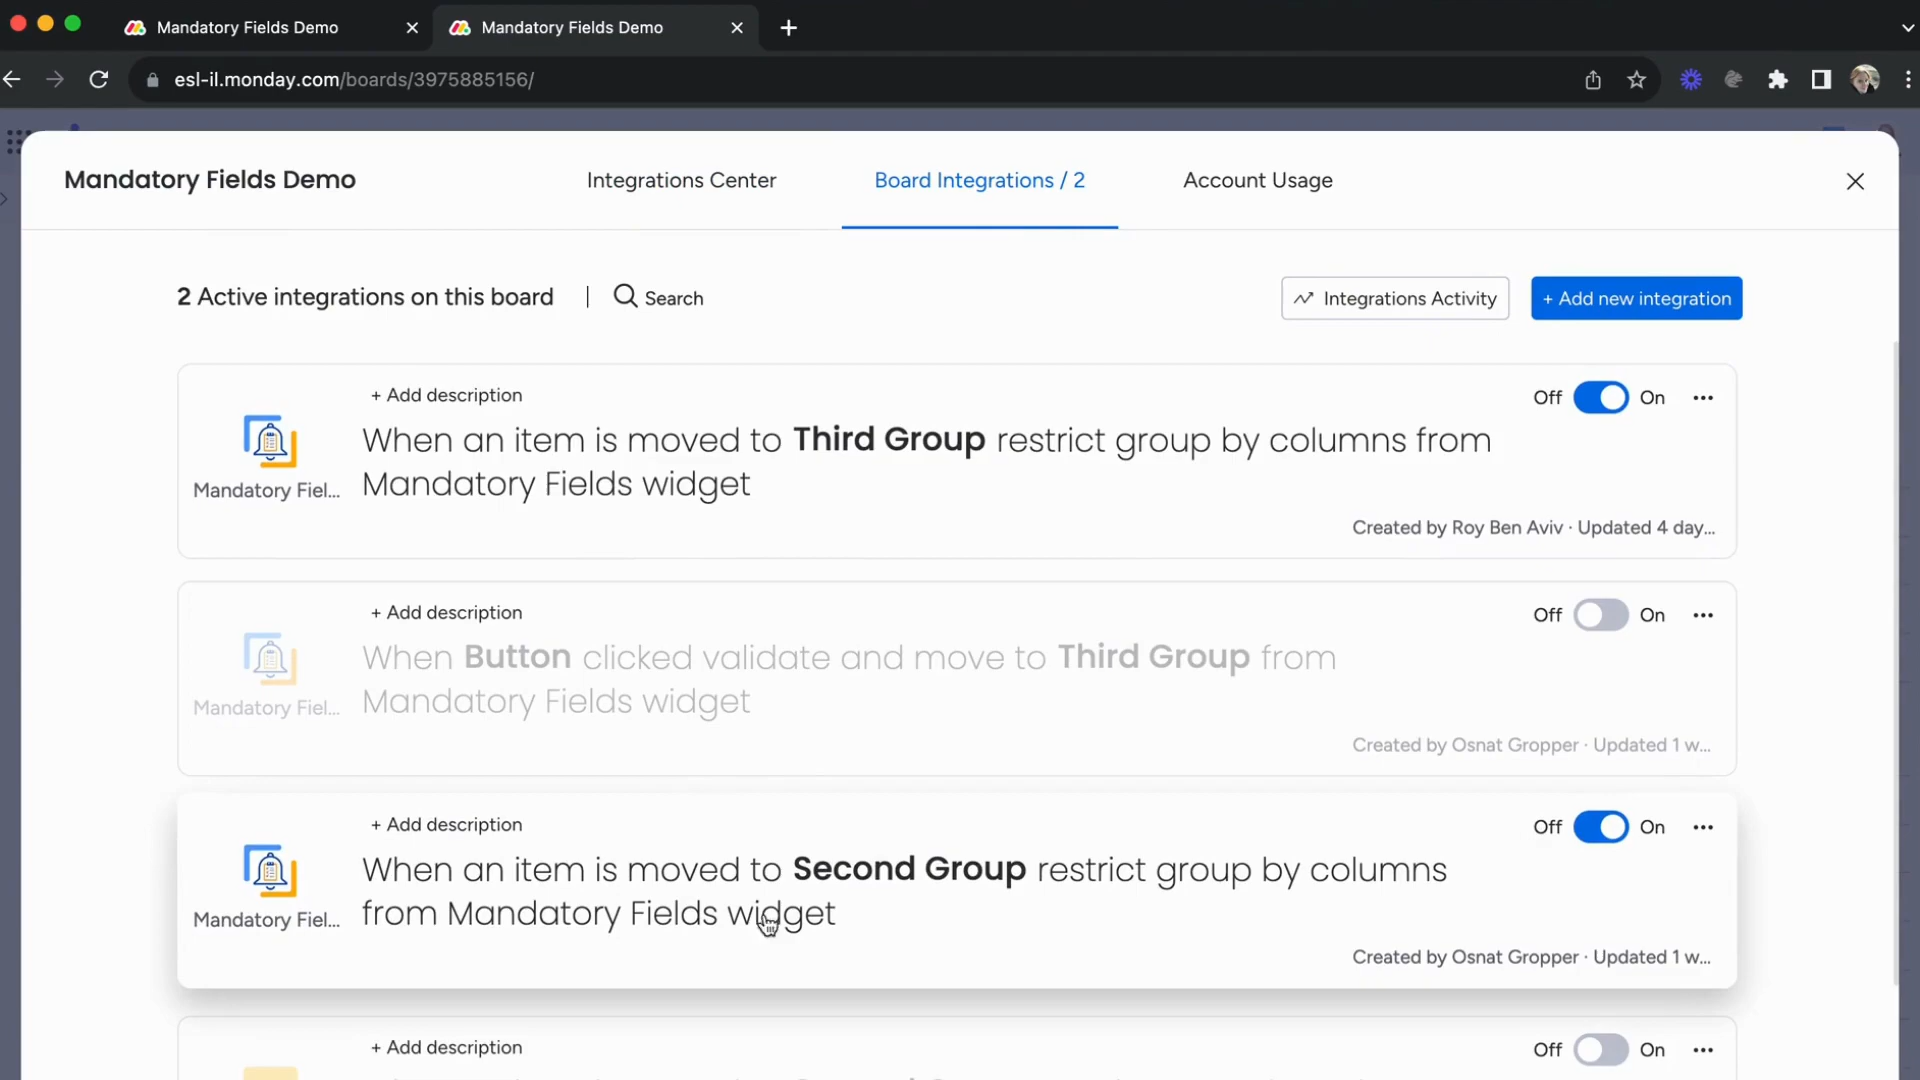 Mandatory Fields Demo
Mandatory Fields Demo
esl-il.monday.com/boards/3975885156/
Mandatory Fields Demo
Integrations Center
Board Integrations / 2
Account Usage
2 Active integrations on this board
Search
Integrations Activity
+ Add new integration
+ Add description
Off
On
When an item is moved to Third Group restrict group by columns from
Mandatory Fields widget
Mandatory Fiel...
Created by Roy Ben Aviv · Updated 4 day...
+ Add description
Off
On
When Button clicked validate and move to Third Group from
Mandatory Fields widget
Mandatory Fiel...
Created by Osnat Gropper · Updated 1 w...
+ Add description
Off
On
When an item is moved to Second Group restrict group by columns
from Mandatory Fields widget
Mandatory Fiel...
Created by Osnat Gropper · Updated 1 w...
+ Add description
Off
On